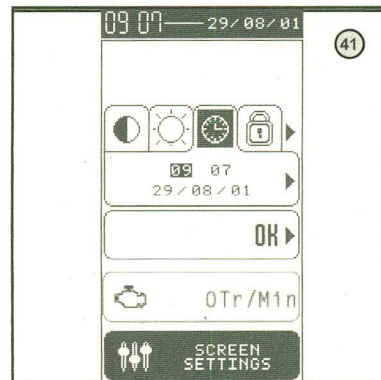 09 07 29/08/01
41
09 07
29/08/01
OK
0Tr/Min
SCREEN
SETTINGS